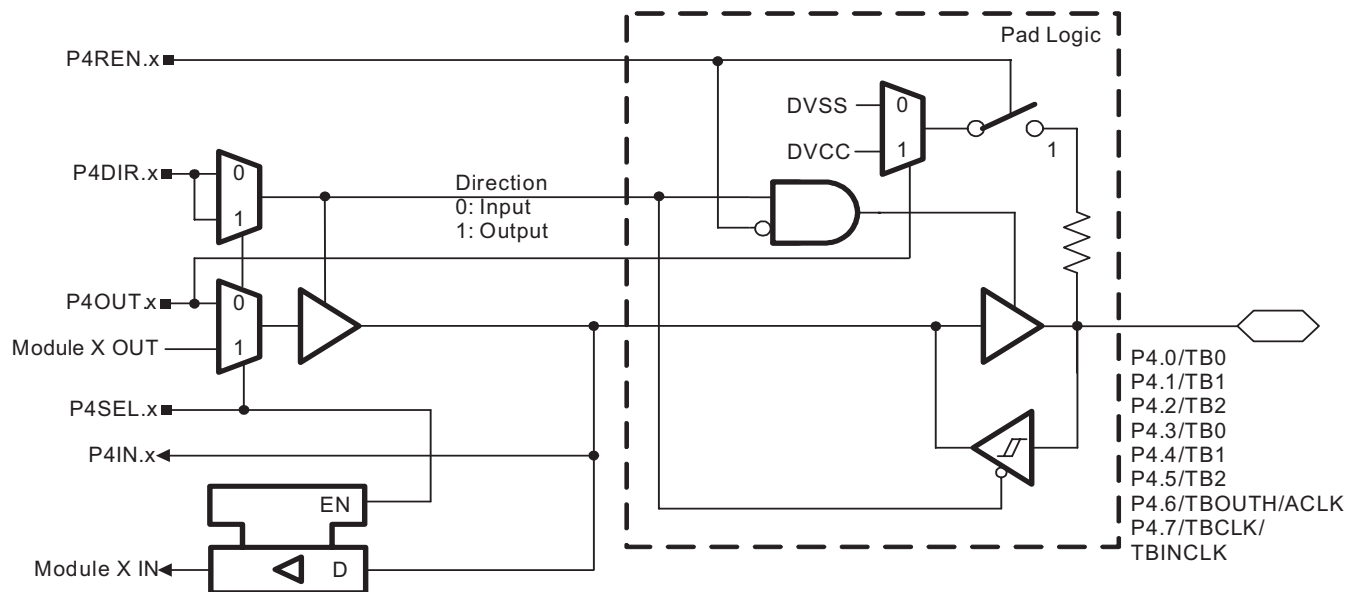 Pad Logic
P4REN.x
DVSS
0
DVCC
1
1
P4DIR.x
0
1
Direction
0: Input
1: Output
P4OUT.x
0
Module X OUT
1
P4SEL.x
P4IN.x
EN
Module X IN
D
P4.0/TB0
P4.1/TB1
P4.2/TB2
P4.3/TB0
P4.4/TB1
P4.5/TB2
P4.6/TBOUTH/ACLK
P4.7/TBCLK/
TBINCLK